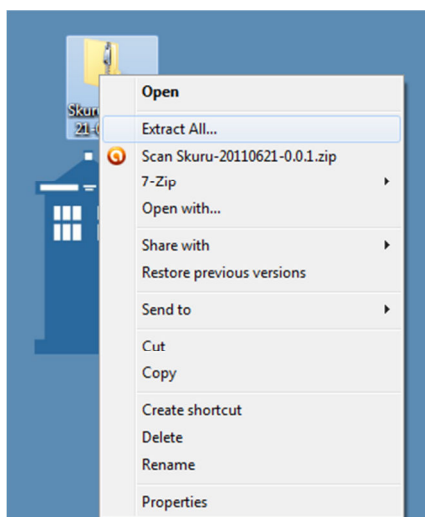 Open
Extract All...
Scan Skuru-20110621-0.0.1.zip
7-Zip
Open with...
Share with
Restore previous versions
Send to
Cut
Copy
Create shortcut
Delete
Rename
Properties